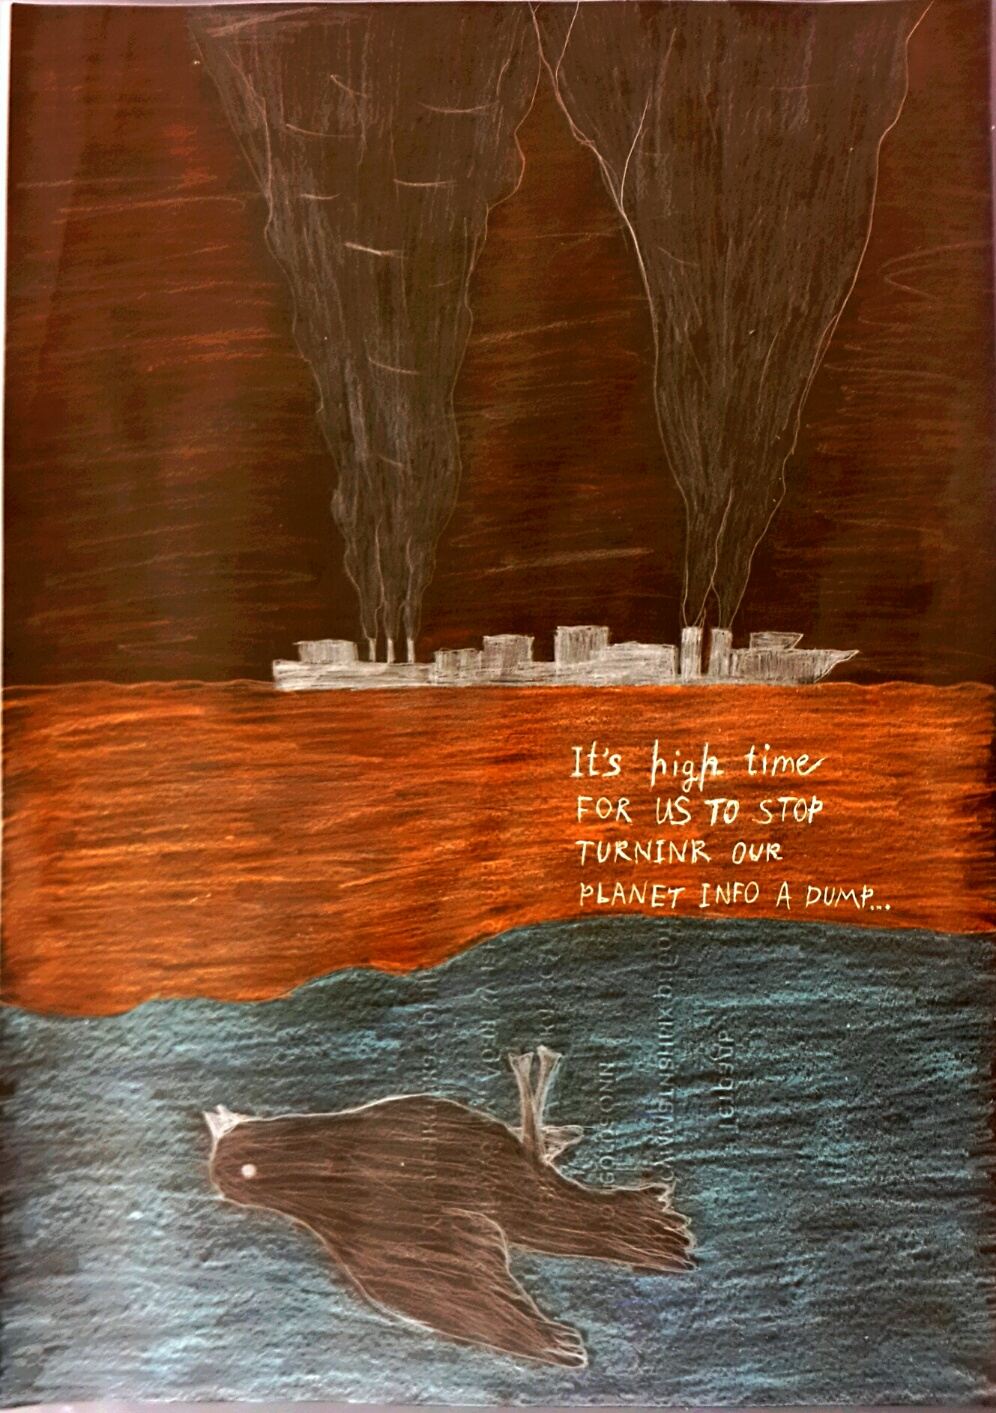 It's high time
FOR US TO STOP
TURNINR OUR
PLANET INFO A DUMP...